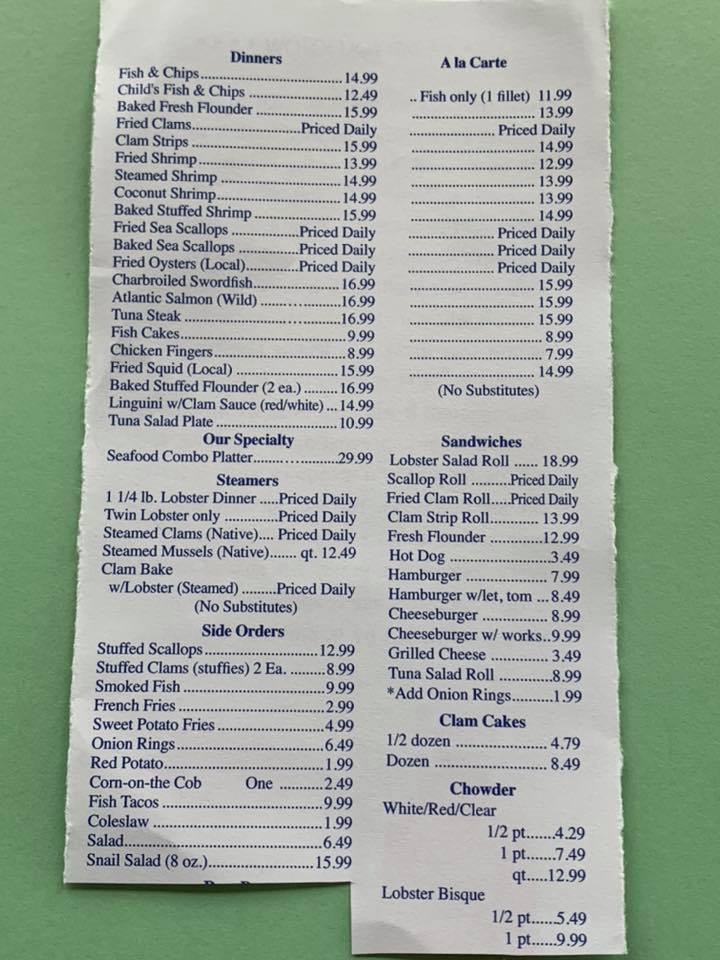 Dinners
Fish & Chips 14.99
Child's Fish & Chips 12.49
Baked Fresh Flounder 15.99
Fried Clams Priced Daily
Clam Strips 15.99
Fried Shrimp 13.99
Steamed Shrimp 14.99
Coconut Shrimp 14.99
Baked Stuffed Shrimp 15.99
Fried Sea Scallops Priced Daily
Baked Sea Scallops Priced Daily
Fried Oysters (Local) Priced Daily
Charbroiled Swordfish 16.99
Atlantic Salmon (Wild) 16.99
Tuna Steak 16.99
Fish Cakes 9.99
Chicken Fingers 8.99
Fried Squid (Local) 15.99
Baked Stuffed Flounder (2 ea.) 16.99
Linguini w/Clam Sauce (red/white) 14.99
Tuna Salad Plate 10.99
Our Specialty
Seafood Combo Platter 29.99
Steamers
1 1/4 lb. Lobster Dinner Priced Daily
Twin Lobster only Priced Daily
Steamed Clams (Native) Priced Daily
Steamed Mussels (Native) qt. 12.49
Clam Bake
w/Lobster (Steamed) Priced Daily
(No Substitutes)
Side Orders
Stuffed Scallops 12.99
Stuffed Clams (stuffies) 2 Ea. 8.99
Smoked Fish 9.99
French Fries 2.99
Sweet Potato Fries 4.99
Onion Rings 6.49
Red Potato 1.99
Corn-on-the Cob One 2.49
Fish Tacos 9.99
Coleslaw 1.99
Salad 6.49
Snail Salad (8 oz.) 15.99
A la Carte
Fish only (1 fillet) 11.99
13.99
Priced Daily
14.99
12.99
13.99
13.99
14.99
Priced Daily
Priced Daily
Priced Daily
15.99
15.99
15.99
8.99
7.99
14.99
(No Substitutes)
Sandwiches
Lobster Salad Roll 18.99
Scallop Roll Priced Daily
Fried Clam Roll Priced Daily
Clam Strip Roll 13.99
Fresh Flounder 12.99
Hot Dog 3.49
Hamburger 7.99
Hamburger w/let, tom 8.49
Cheeseburger 8.99
Cheeseburger w/ works 9.99
Grilled Cheese 3.49
Tuna Salad Roll 8.99
*Add Onion Rings 1.99
Clam Cakes
1/2 dozen 4.79
Dozen 8.49
Chowder
White/Red/Clear
1/2 pt. 4.29
1 pt. 7.49
qt. 12.99
Lobster Bisque
1/2 pt. 5.49
1 pt. 9.99